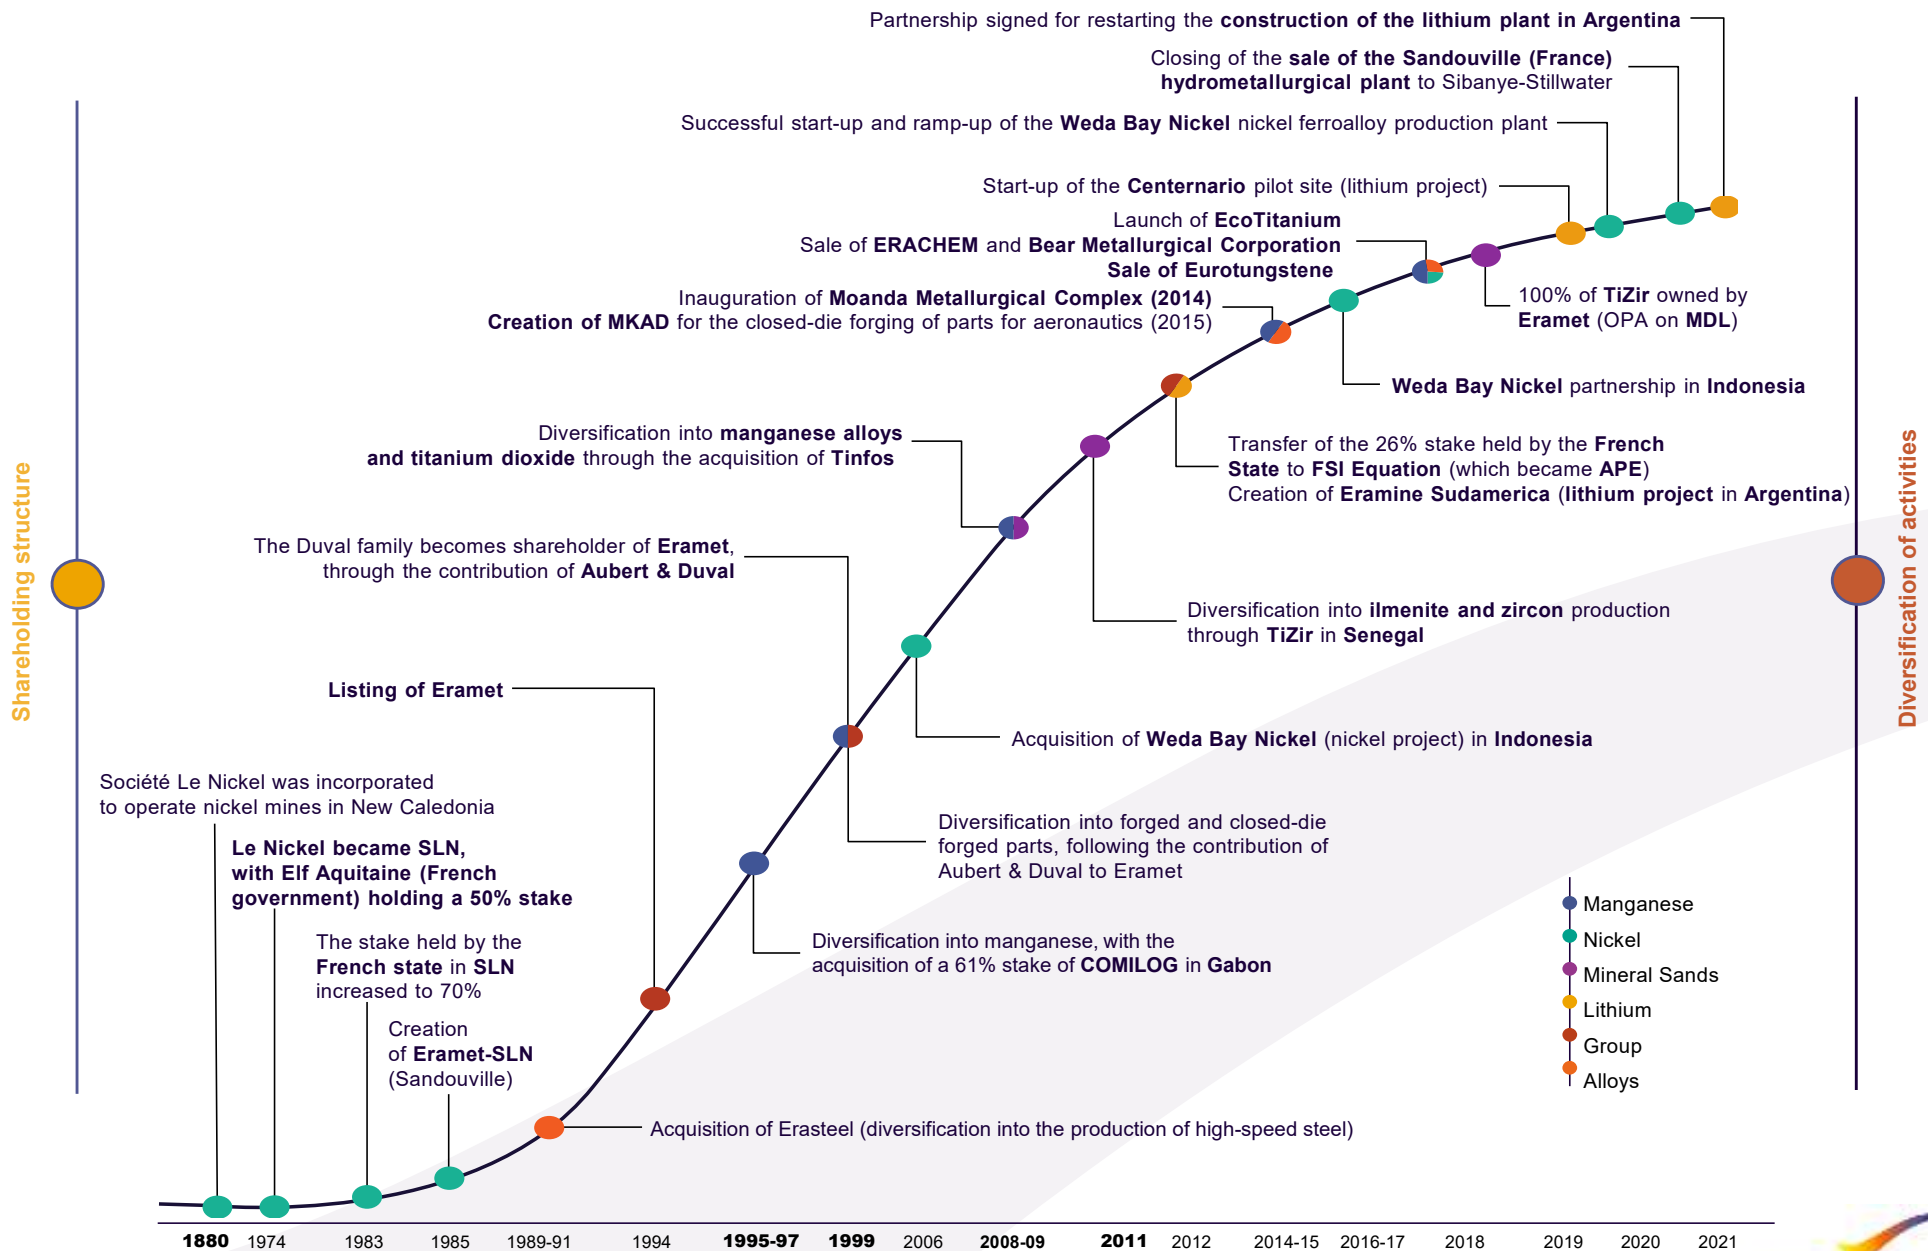 Partnership signed for restarting the construction of the lithium plant in Argentina
Closing of the sale of the Sandouville (France)
hydrometallurgical plant to Sibanye-Stillwater
Successful start-up and ramp-up of the Weda Bay Nickel nickel ferroalloy production plant
Start-up of the Centernario pilot site (lithium project)
Launch of EcoTitanium
Sale of ERACHEM and Bear Metallurgical Corporation
Sale of Eurotungstene
Inauguration of Moanda Metallurgical Complex (2014)
Creation of MKAD for the closed-die forging of parts for aeronautics (2015)
100% of TiZir owned by
Eramet (OPA on MDL)
Weda Bay Nickel partnership in Indonesia
Diversification into manganese alloys
and titanium dioxide through the acquisition of Tinfos
Transfer of the 26% stake held by the French
State to FSI Equation (which became APE)
Creation of Eramine Sudamerica (lithium project in Argentina)
Shareholding structure
Diversification of activities
The Duval family becomes shareholder of Eramet,
through the contribution of Aubert & Duval
Diversification into ilmenite and zircon production
through TiZir in Senegal
Listing of Eramet
Acquisition of Weda Bay Nickel (nickel project) in Indonesia
Société Le Nickel was incorporated
to operate nickel mines in New Caledonia
Le Nickel became SLN,
with Elf Aquitaine (French
government) holding a 50% stake
Diversification into forged and closed-die
forged parts, following the contribution of
Aubert & Duval to Eramet
The stake held by the
French state in SLN
increased to 70%
Diversification into manganese, with the
acquisition of a 61% stake of COMILOG in Gabon
Creation
of Eramet-SLN
(Sandouville)
Acquisition of Erasteel (diversification into the production of high-speed steel)
Manganese
Nickel
Mineral Sands
Lithium
Group
Alloys
1880 1974 1983 1985 1989-91 1994 1995-97 1999 2006 2008-09 2011 2012 2014-15 2016-17 2018 2019 2020 2021